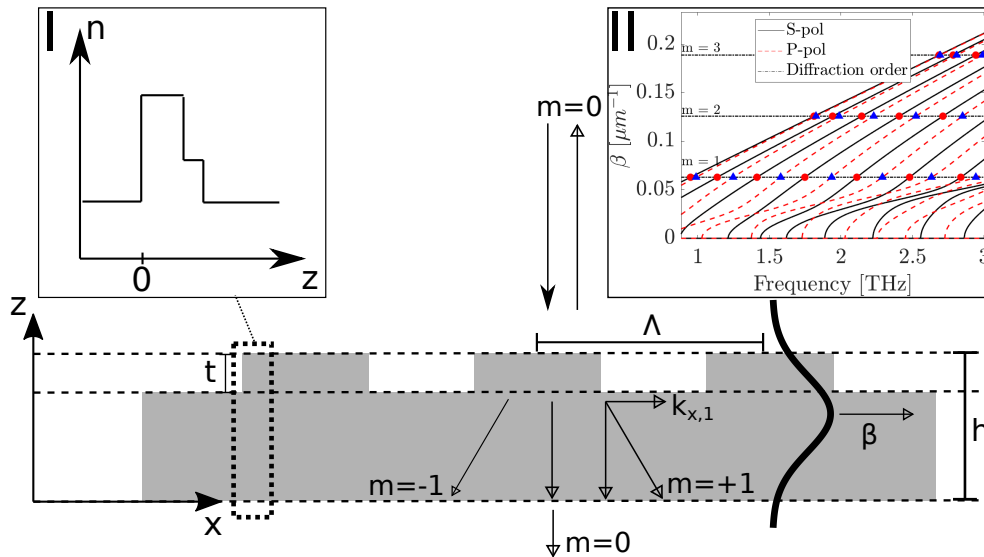 I
n
0
z
II
S-pol
P-pol
Diffraction order
0.2
0.15
0.1
0.05
0
β [μm⁻¹]
m = 3
m = 2
m = 1
1
1.5
2
2.5
3
Frequency [THz]
m=0
z
Λ
t
k_{x,1}
β
h
m=-1
m=+1
x
m=0